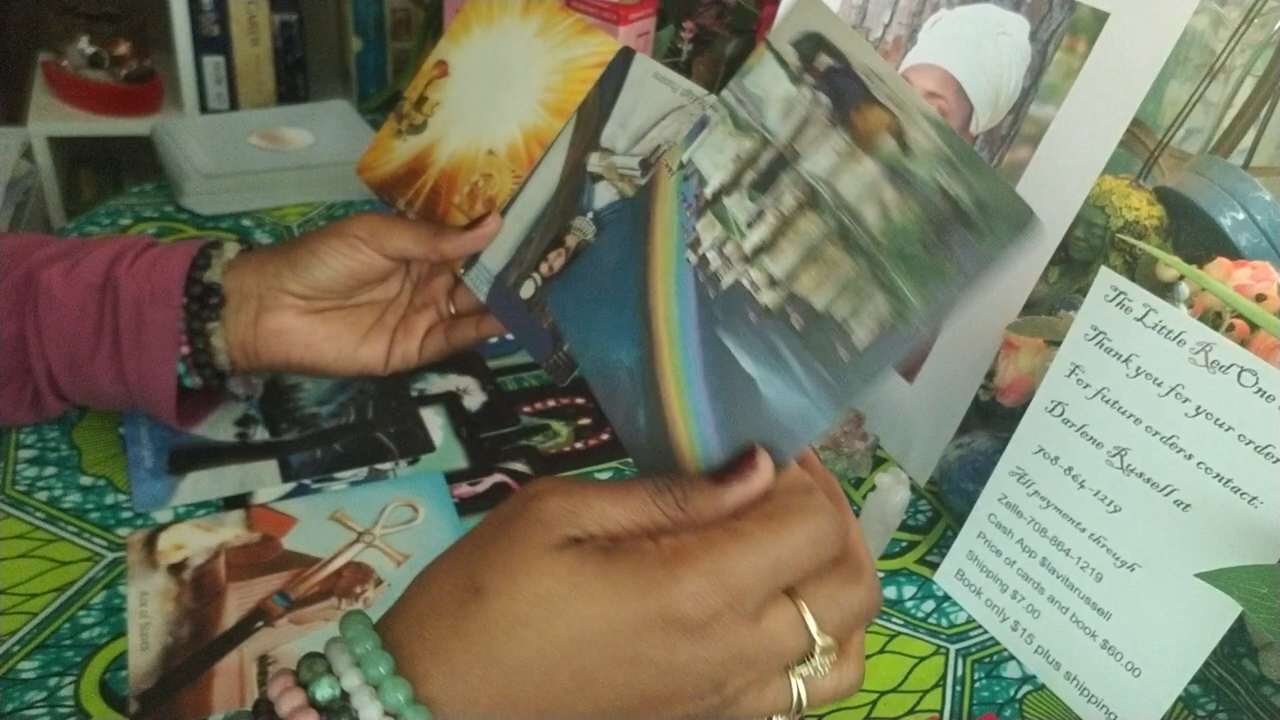 The Little Red One
Thank you for your order
For future orders contact:
Darlene Russell at
708-864-1219
All payments through
Zelle-708-864-1219
Cash App $lavitarussell
Price of cards and book $60.00
Shipping $7.00
Book only $15 plus shipping